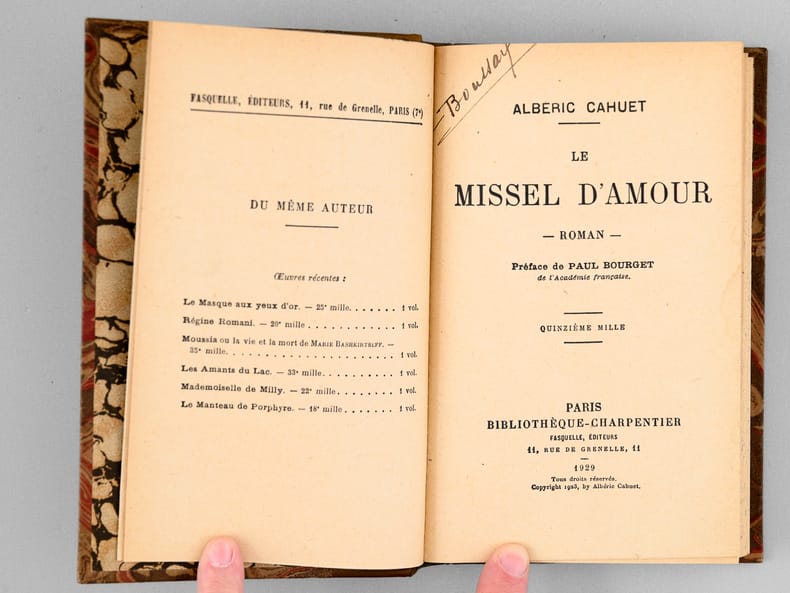 FASQUELLE, ÉDITEURS, 11, rue de Grenelle, PARIS (7e)
DU MÊME AUTEUR
Œuvres récentes :
Le Masque aux yeux d'or. — 25e mille. . . . . . . 1 vol.
Régine Romani. — 20e mille . . . . . . . . . . . . . 1 vol.
Moussia ou la vie et la mort de MARIE BASHKIRTSEFF. —
35e mille. . . . . . . . . . . . . . . . . . . . . . . . . 1 vol.
Les Amants du Lac. — 33e mille. . . . . . . . . . . 1 vol.
Mademoiselle de Milly. — 22e mille. . . . . . . . . 1 vol.
Le Manteau de Porphyre. — 18e mille . . . . . . . 1 vol.
Boussay
ALBERIC CAHUET
LE
MISSEL D'AMOUR
— ROMAN —
Préface de PAUL BOURGET
de l'Académie française.
QUINZIÈME MILLE
PARIS
BIBLIOTHÈQUE-CHARPENTIER
FASQUELLE, ÉDITEURS
11, RUE DE GRENELLE, 11
1929
Tous droits réservés.
Copyright 1923, by Albéric Cahuet.